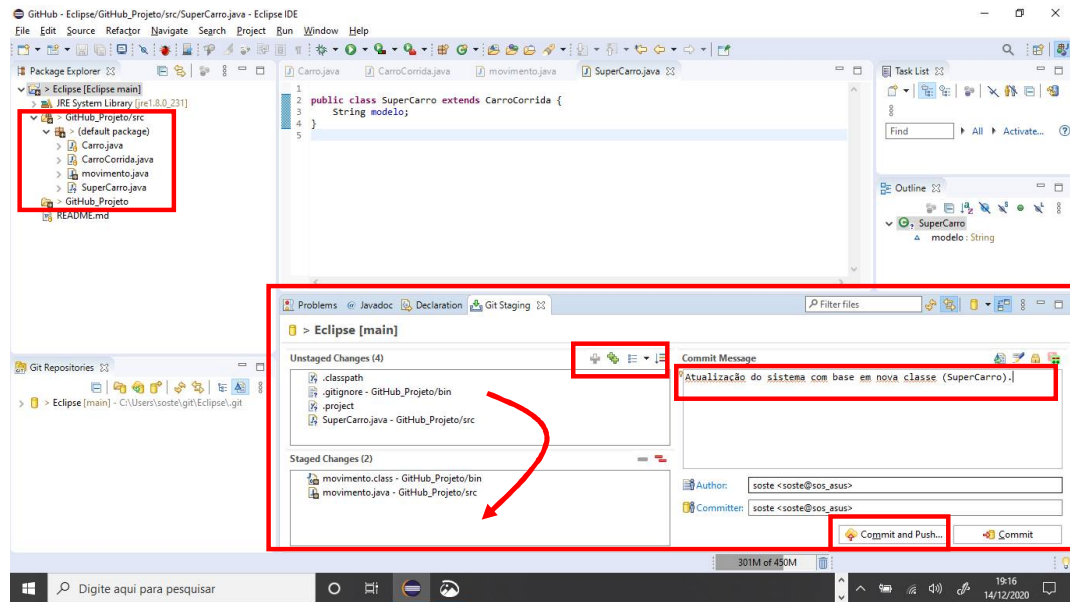 GitHub - Eclipse/GitHub_Projeto/src/SuperCarro.java - Eclipse IDE
File Edit Source Refactor Navigate Search Project Run Window Help
Package Explorer
> Eclipse [Eclipse main]
JRE System Library [jre1.8.0_231]
> GitHub_Projeto/src
> (default package)
> Carro.java
> CarroCorrida.java
> movimento.java
> SuperCarro.java
> GitHub_Projeto
README.md
Git Repositories
> Eclipse [main] - C:\Users\soste\git\Eclipse\.git
Carro.java CarroCorrida.java movimento.java SuperCarro.java
1
2 public class SuperCarro extends CarroCorrida {
3 String modelo;
4 }
5
Task List
Find All Activate...
Outline
SuperCarro
modelo : String
Problems Javadoc Declaration Git Staging
Filter files
> Eclipse [main]
Unstaged Changes (4)
.classpath
.gitignore - GitHub_Projeto/bin
.project
SuperCarro.java - GitHub_Projeto/src
Staged Changes (2)
movimento.class - GitHub_Projeto/bin
movimento.java - GitHub_Projeto/src
Commit Message
Atualização do sistema com base em nova classe (SuperCarro).
Author: soste <soste@sos_asus>
Committer: soste <soste@sos_asus>
Commit and Push... Commit
301M of 450M
Digite aqui para pesquisar
19:16
14/12/2020